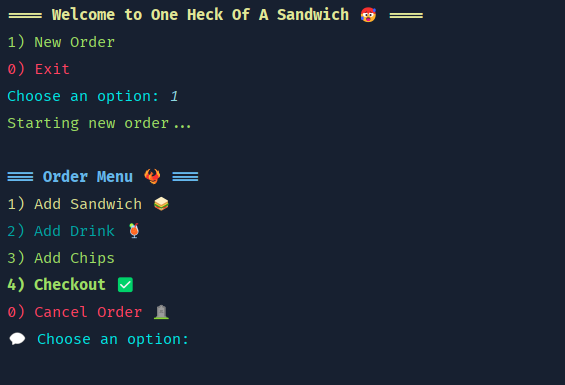 ════ Welcome to One Heck Of A Sandwich 🤯 ════
1) New Order
0) Exit
Choose an option: 1
Starting new order...
═══ Order Menu 🐦‍🔥 ═══
1) Add Sandwich 🥪
2) Add Drink 🍹
3) Add Chips
4) Checkout ✅
0) Cancel Order 🪦
💬 Choose an option: